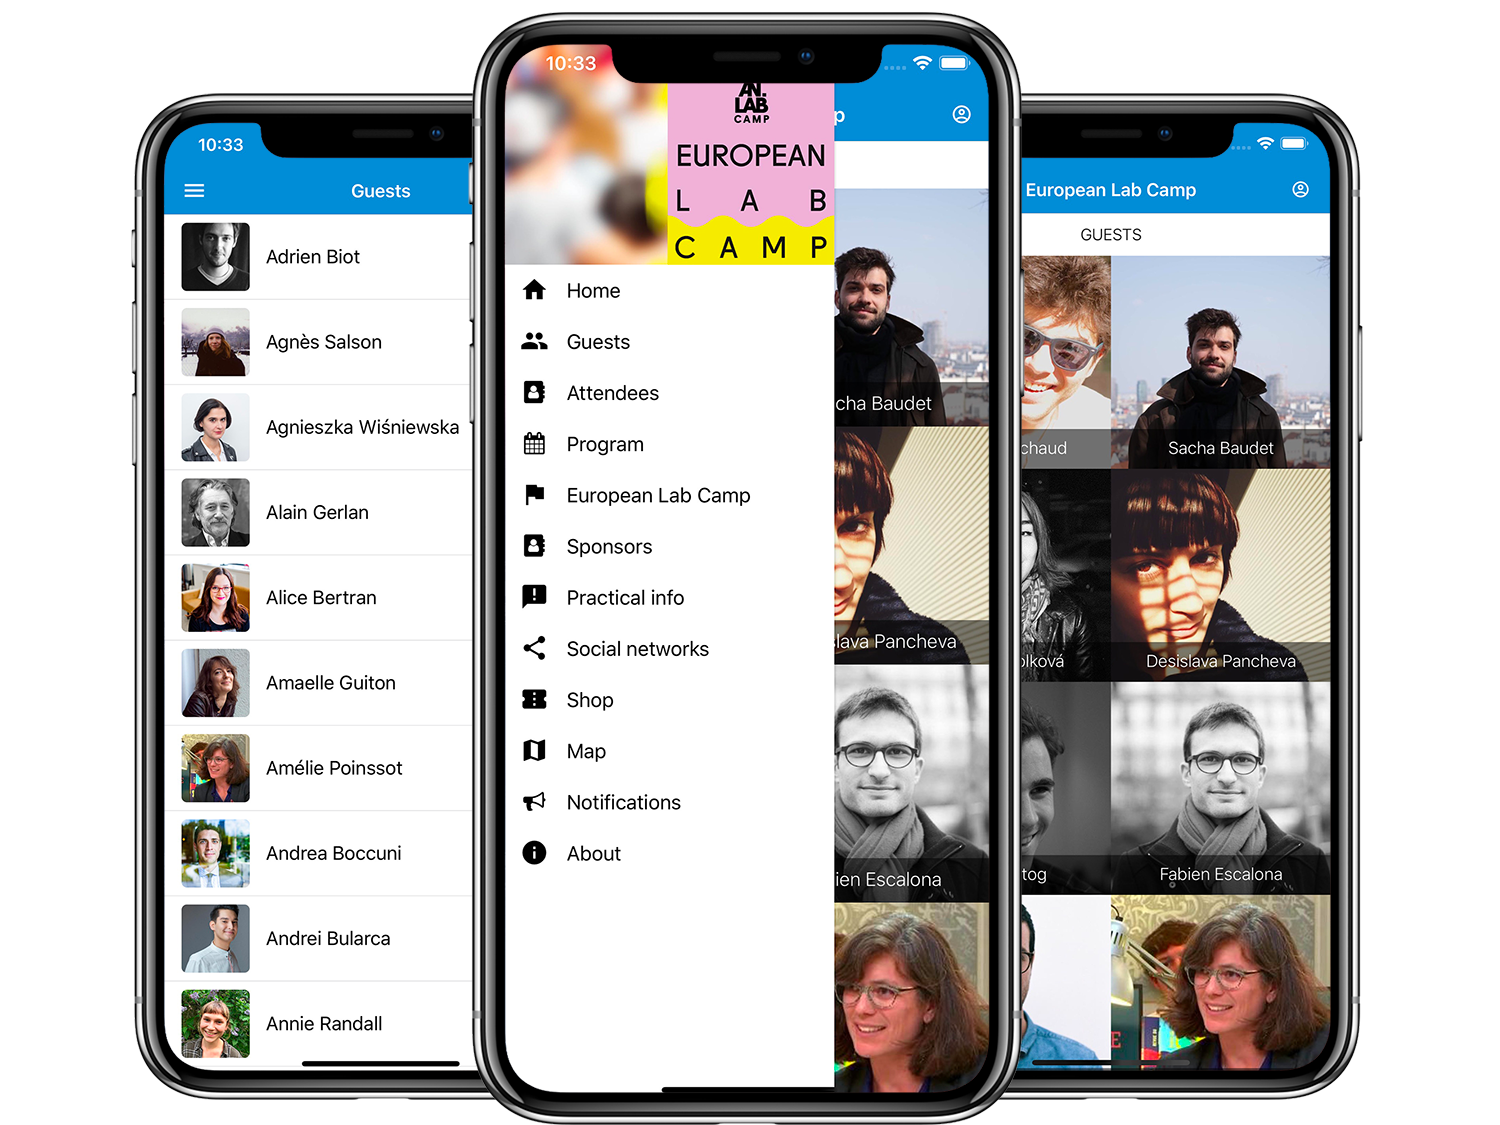 10:33
Guests
Adrien Biot
Agnès Salson
Agnieszka Wiśniewska
Alain Gerlan
Alice Bertran
Amaelle Guiton
Amélie Poinssot
Andrea Boccuni
Andrei Bularca
Annie Randall
10:33
LAB
CAMP
EUROPEAN
L A B
C A M P
Home
Guests
Attendees
Program
European Lab Camp
Sponsors
Practical info
Social networks
Shop
Map
Notifications
About
p
cha Baudet
slava Pancheva
ien Escalona
European Lab Camp
GUESTS
chaud
Sacha Baudet
olková
Desislava Pancheva
tog
Fabien Escalona